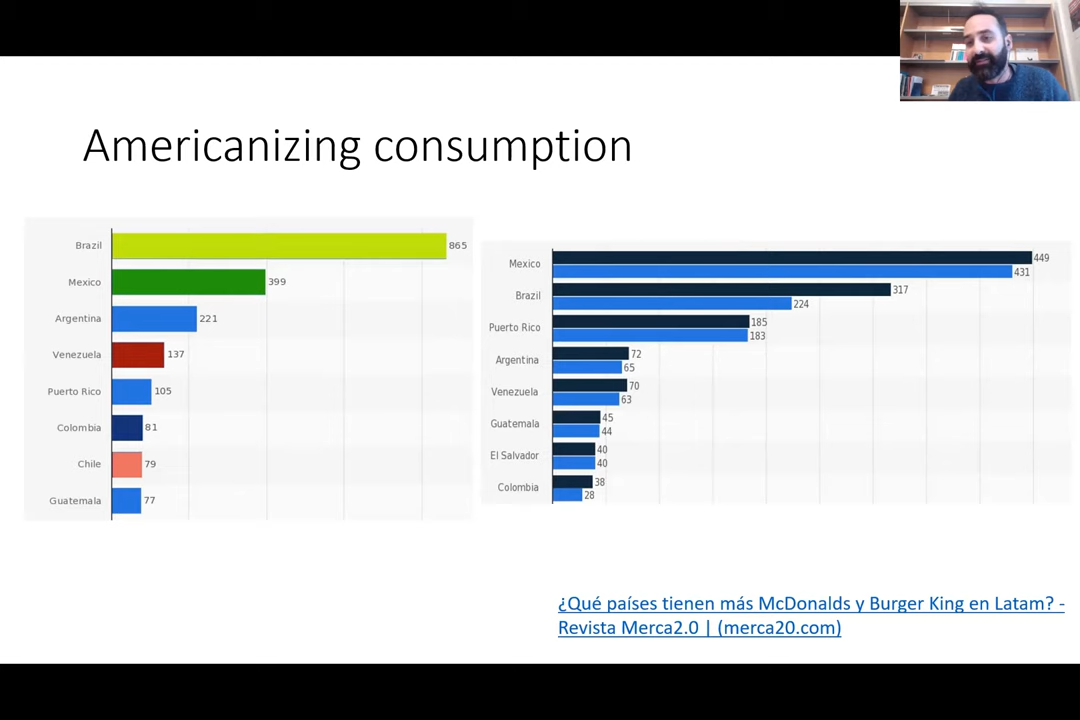 Americanizing consumption
Brazil 865
Mexico 399
Argentina 221
Venezuela 137
Puerto Rico 105
Colombia 81
Chile 79
Guatemala 77
Mexico 449
431
Brazil 317
224
Puerto Rico 185
183
Argentina 72
65
Venezuela 70
63
Guatemala 45
44
El Salvador 40
40
Colombia 38
28
¿Qué países tienen más McDonalds y Burger King en Latam? -
Revista Merca2.0 | (merca20.com)